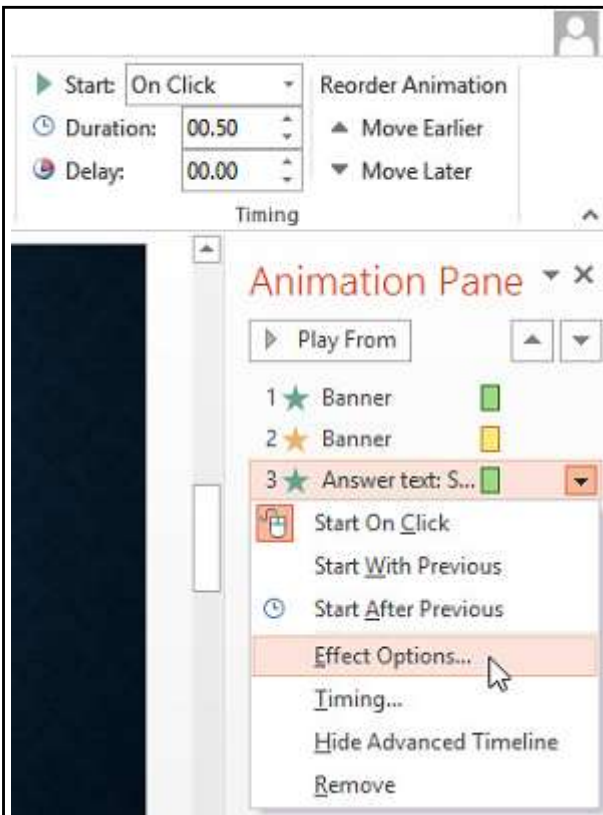 Start: On Click Reorder Animation
Duration: 00.50 Move Earlier
Delay: 00.00 Move Later
Timing
Animation Pane
Play From
1 Banner
2 Banner
3 Answer text: S...
Start On Click
Start With Previous
Start After Previous
Effect Options...
Timing...
Hide Advanced Timeline
Remove